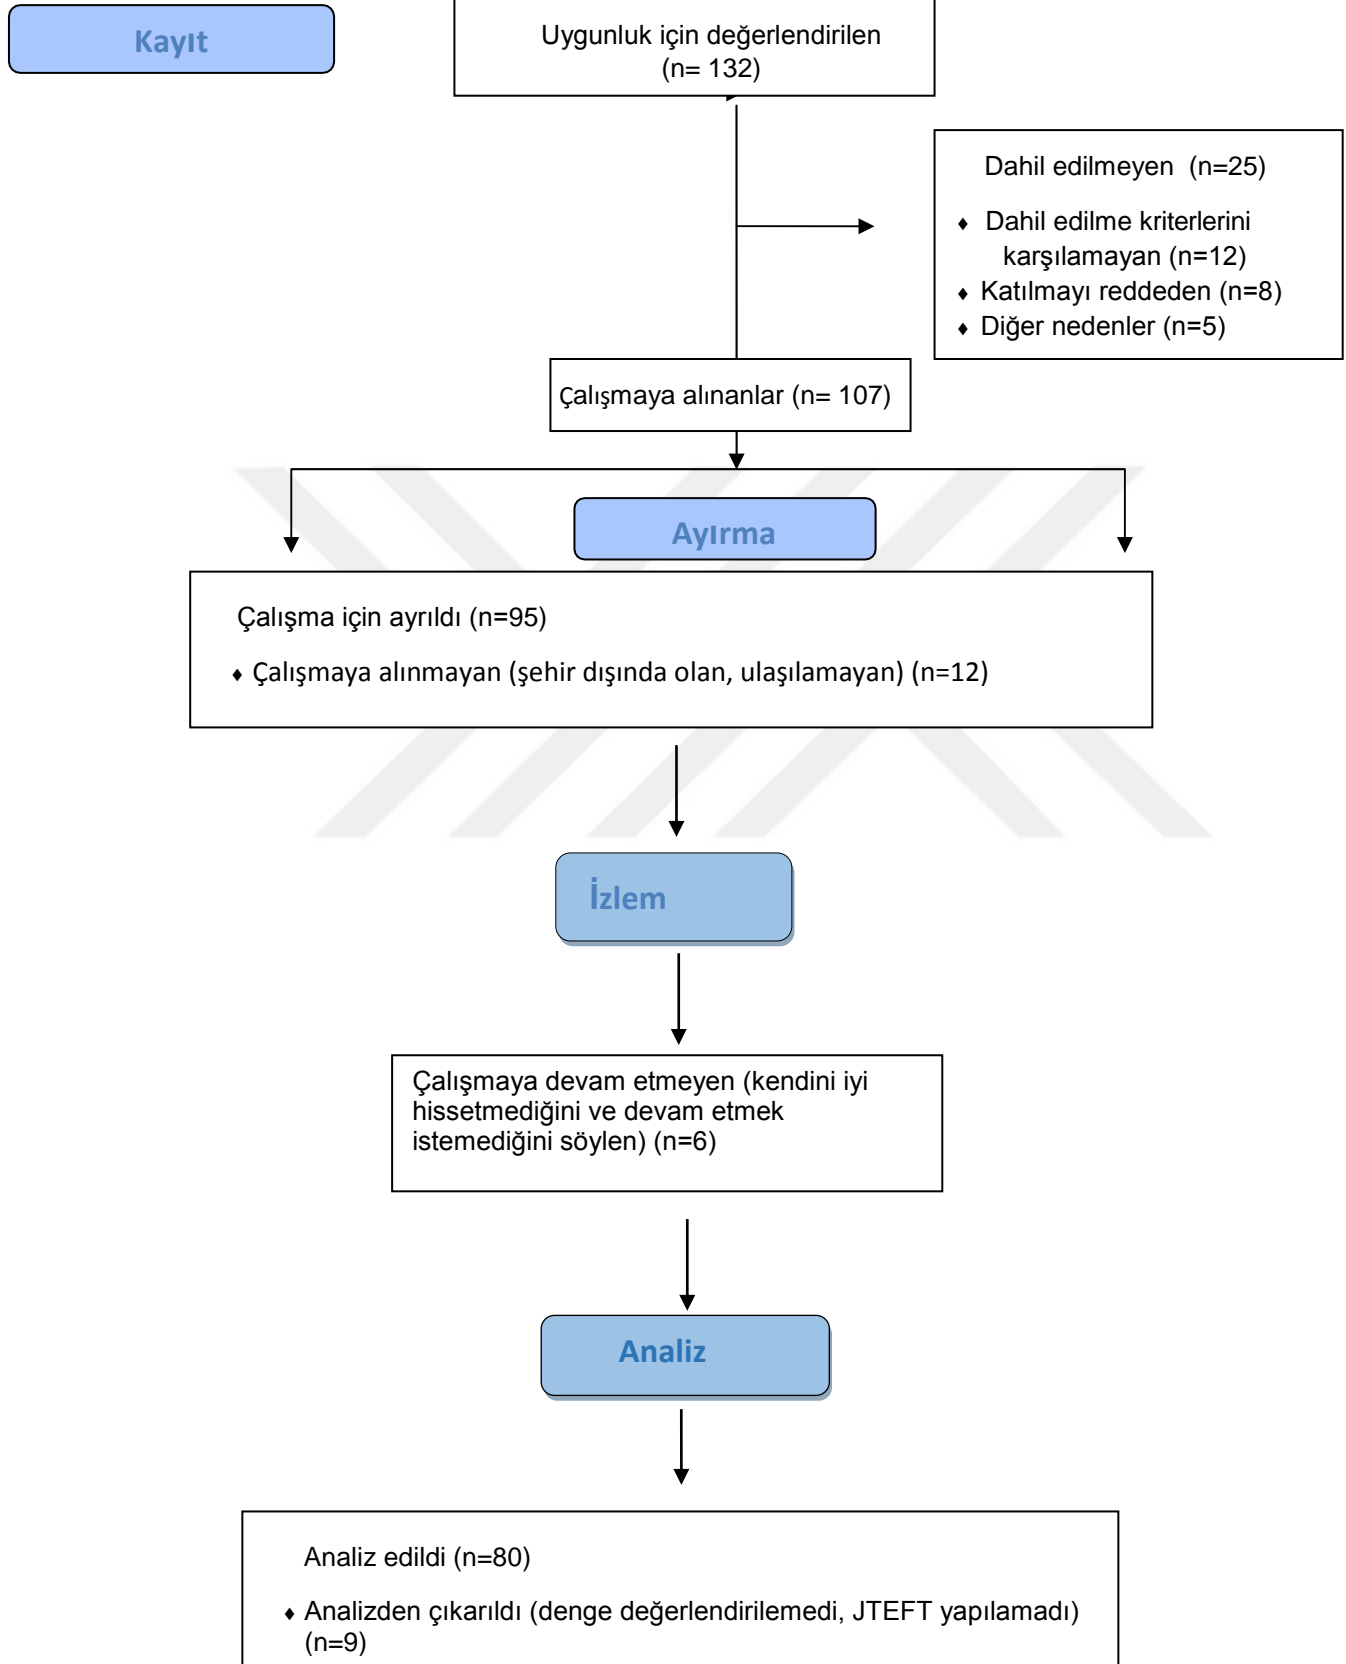 Kayıt
Uygunluk için değerlendirilen
(n= 132)
Dahil edilmeyen (n=25)
♦ Dahil edilme kriterlerini
karşılamayan (n=12)
♦ Katılmayı reddeden (n=8)
♦ Diğer nedenler (n=5)
Çalışmaya alınanlar (n= 107)
Ayırma
Çalışma için ayrıldı (n=95)
♦ Çalışmaya alınmayan (şehir dışında olan, ulaşılamayan) (n=12)
İzlem
Çalışmaya devam etmeyen (kendini iyi
hissetmediğini ve devam etmek
istemediğini söylen) (n=6)
Analiz
Analiz edildi (n=80)
♦ Analizden çıkarıldı (denge değerlendirilemedi, JTEFT yapılamadı)
(n=9)